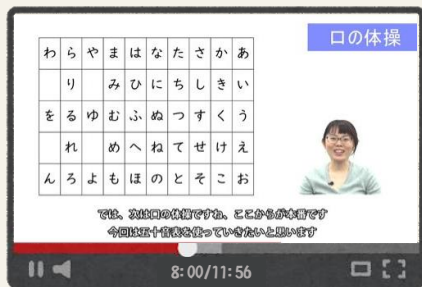 口の体操
わ ら や ま は な た さ か あ
り み ひ に ち し き い
を る ゆ む ふ ぬ つ す く う
れ め へ ね て せ け え
ん ろ よ も ほ の と そ こ お
では、次は口の体操ですね、ここからが本番です
今回は五十音表を使っていきたいと思います
8:00/11:56